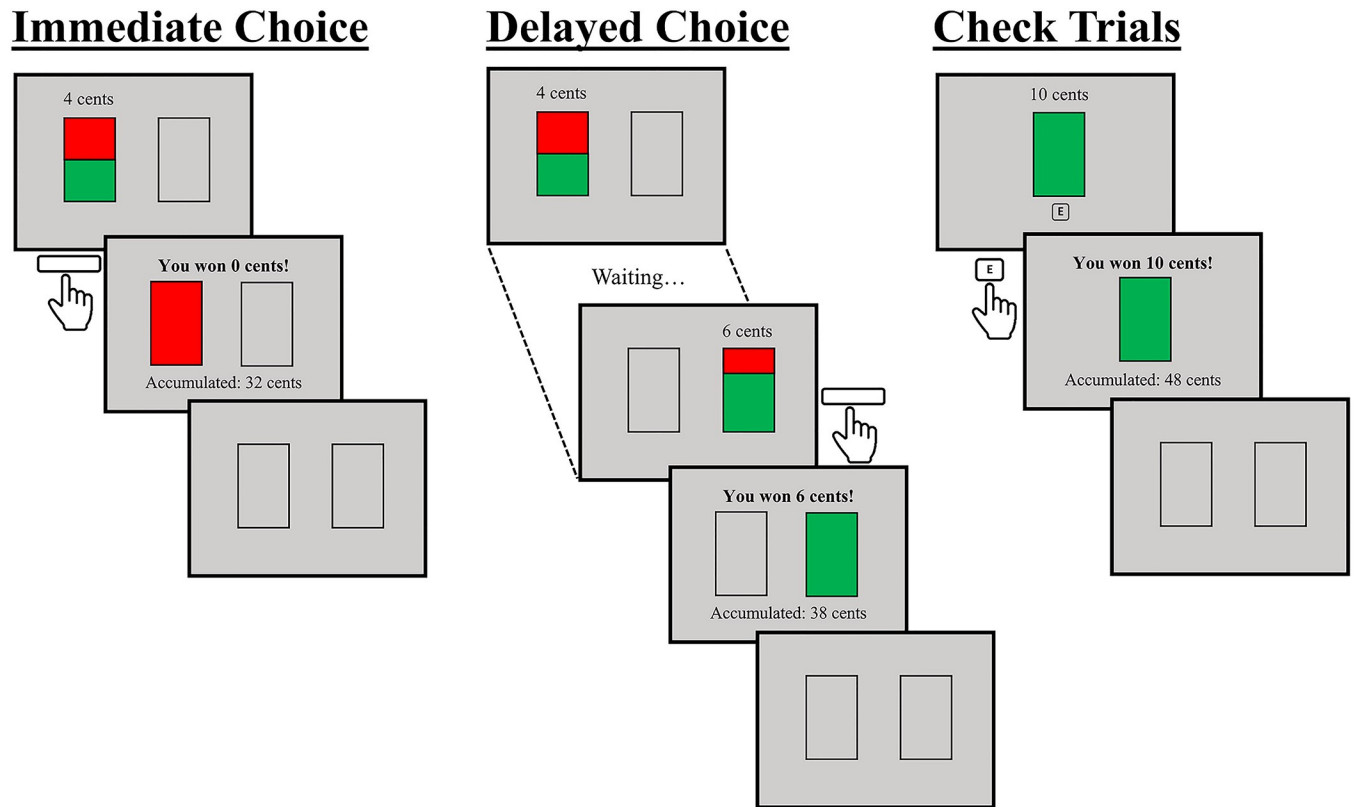 Immediate Choice
4 cents
You won 0 cents!
Accumulated: 32 cents
Delayed Choice
4 cents
Waiting...
6 cents
You won 6 cents!
Accumulated: 38 cents
Check Trials
10 cents
E
E
You won 10 cents!
Accumulated: 48 cents